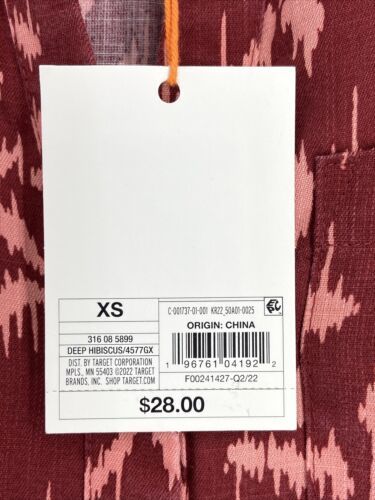 XS
316 08 5899
DEEP HIBISCUS/4577GX
DIST. BY TARGET CORPORATION
MPLS, MN 55403 ©2022 TARGET
BRANDS, INC. SHOP TARGET.COM
C-001737-01-001 KR22_50A01-0025
ORIGIN: CHINA
1 96761 04192 2
F00241427-Q2/22
$28.00